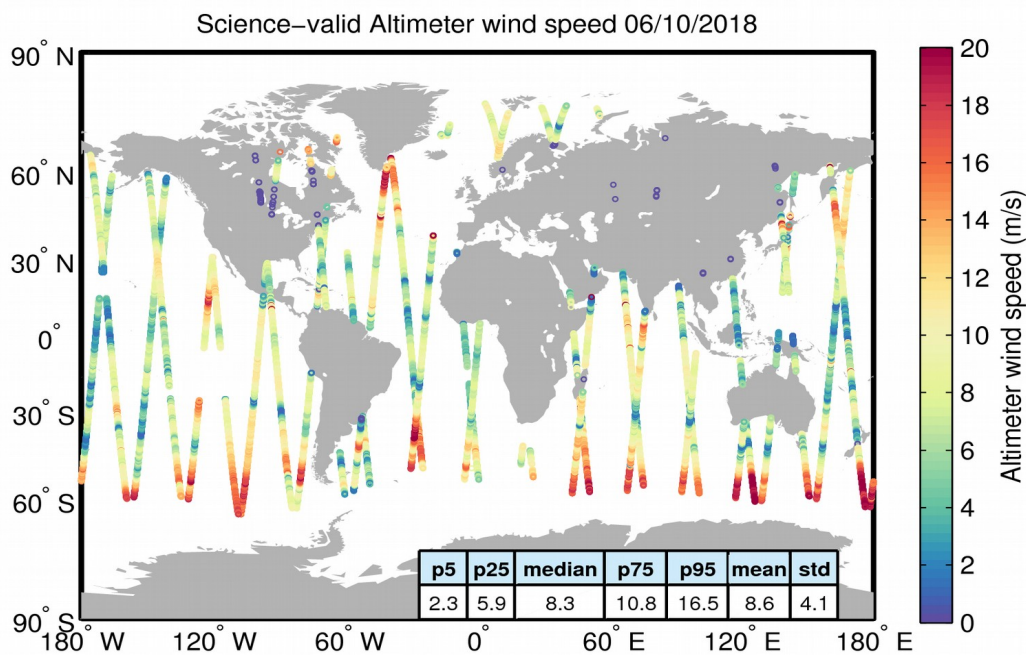 Science−valid Altimeter wind speed 06/10/2018
90° N
60° N
30° N
0°
30° S
60° S
90° S
180° W
120° W
60° W
0°
60° E
120° E
180° E
p5 p25 median p75 p95 mean std
2.3 5.9 8.3 10.8 16.5 8.6 4.1
20
18
16
14
12
10
8
6
4
2
0
Altimeter wind speed (m/s)